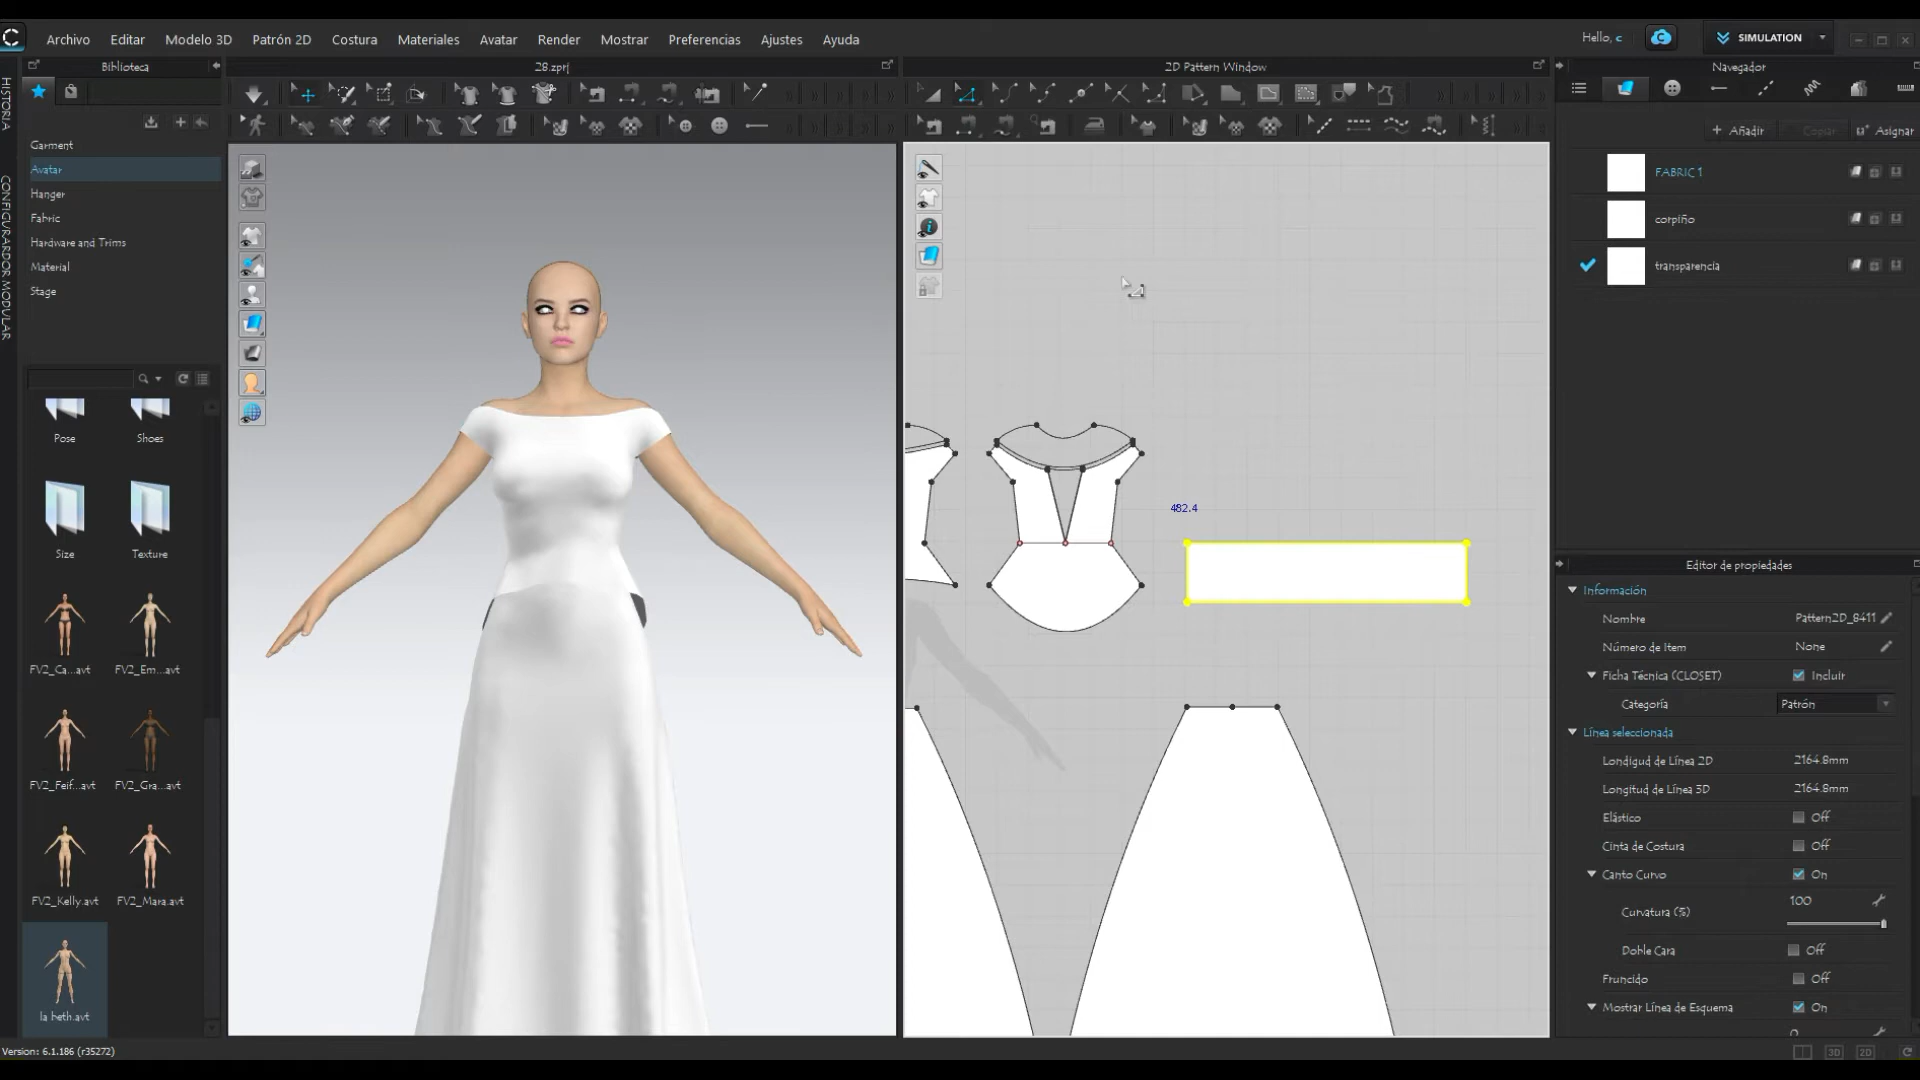 Archivo Editar Modelo 3D Patrón 2D Costura Materiales Avatar Render Mostrar Preferencias Ajustes Ayuda
Hello, c
SIMULATION
Biblioteca
28.zprj
2D Pattern Window
Navegador
HISTORIA
CONFIGURARDOR MODULAR
Garment
Avatar
Hanger
Fabric
Hardware and Trims
Material
Stage
Pose
Shoes
Size
Texture
FV2_Ca...avt
FV2_Em...avt
FV2_Feif...avt
FV2_Gra...avt
FV2_Kelly.avt
FV2_Mara.avt
la beth.avt
482.4
+ Añadir
Copiar
Asignar
FABRIC 1
corpiño
transparencia
Editor de propiedades
Información
Nombre Pattern2D_8411
Número de Item None
Ficha Técnica (CLOSET) Incluir
Categoría Patrón
Línea seleccionada
Londigud de Línea 2D 2164.8mm
Longitud de Línea 3D 2164.8mm
Elástico Off
Cinta de Costura Off
Canto Curvo On
100
Curvatura (%)
Doble Cara Off
Fruncido Off
Mostrar Línea de Esquema On
0
Version: 6.1.186 (r35272)
3D 2D